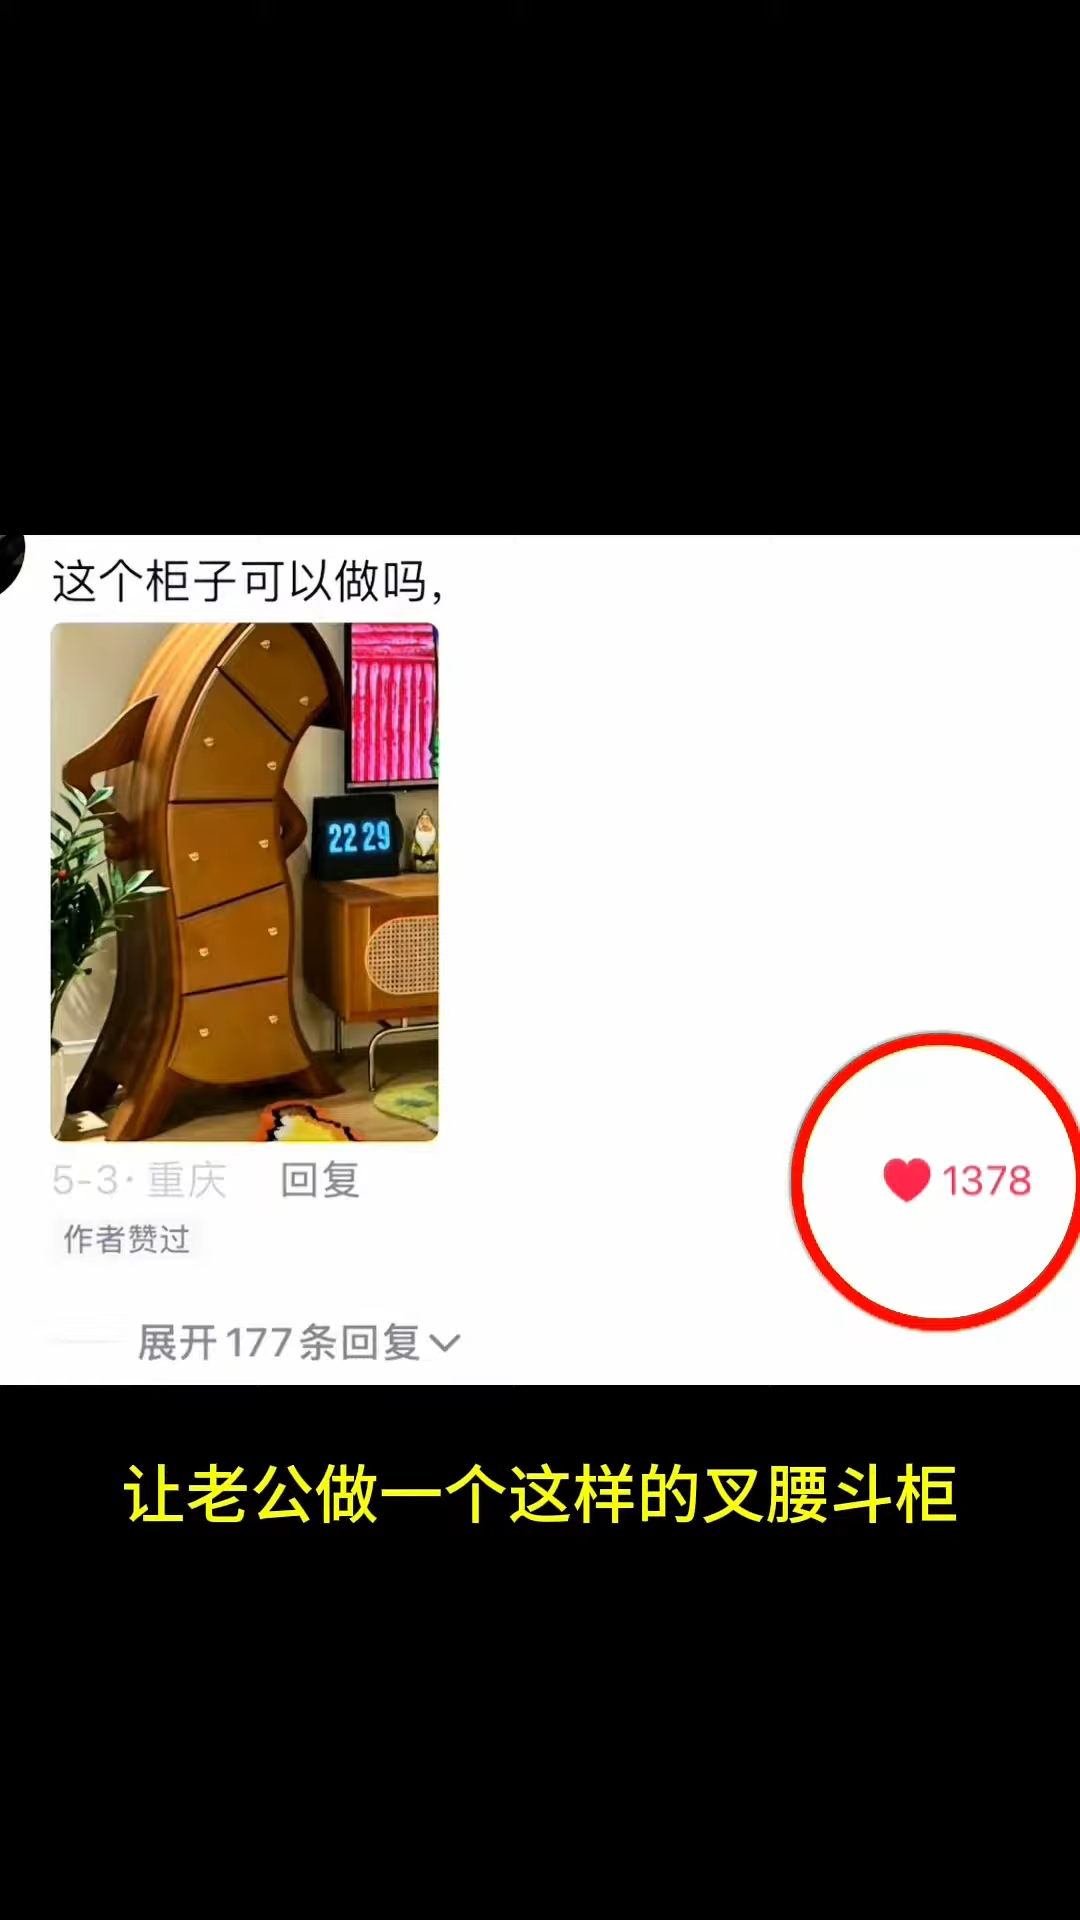 这个柜子可以做吗，
22 29
5-3·重庆 回复
1378
作者赞过
展开177条回复
让老公做一个这样的叉腰斗柜